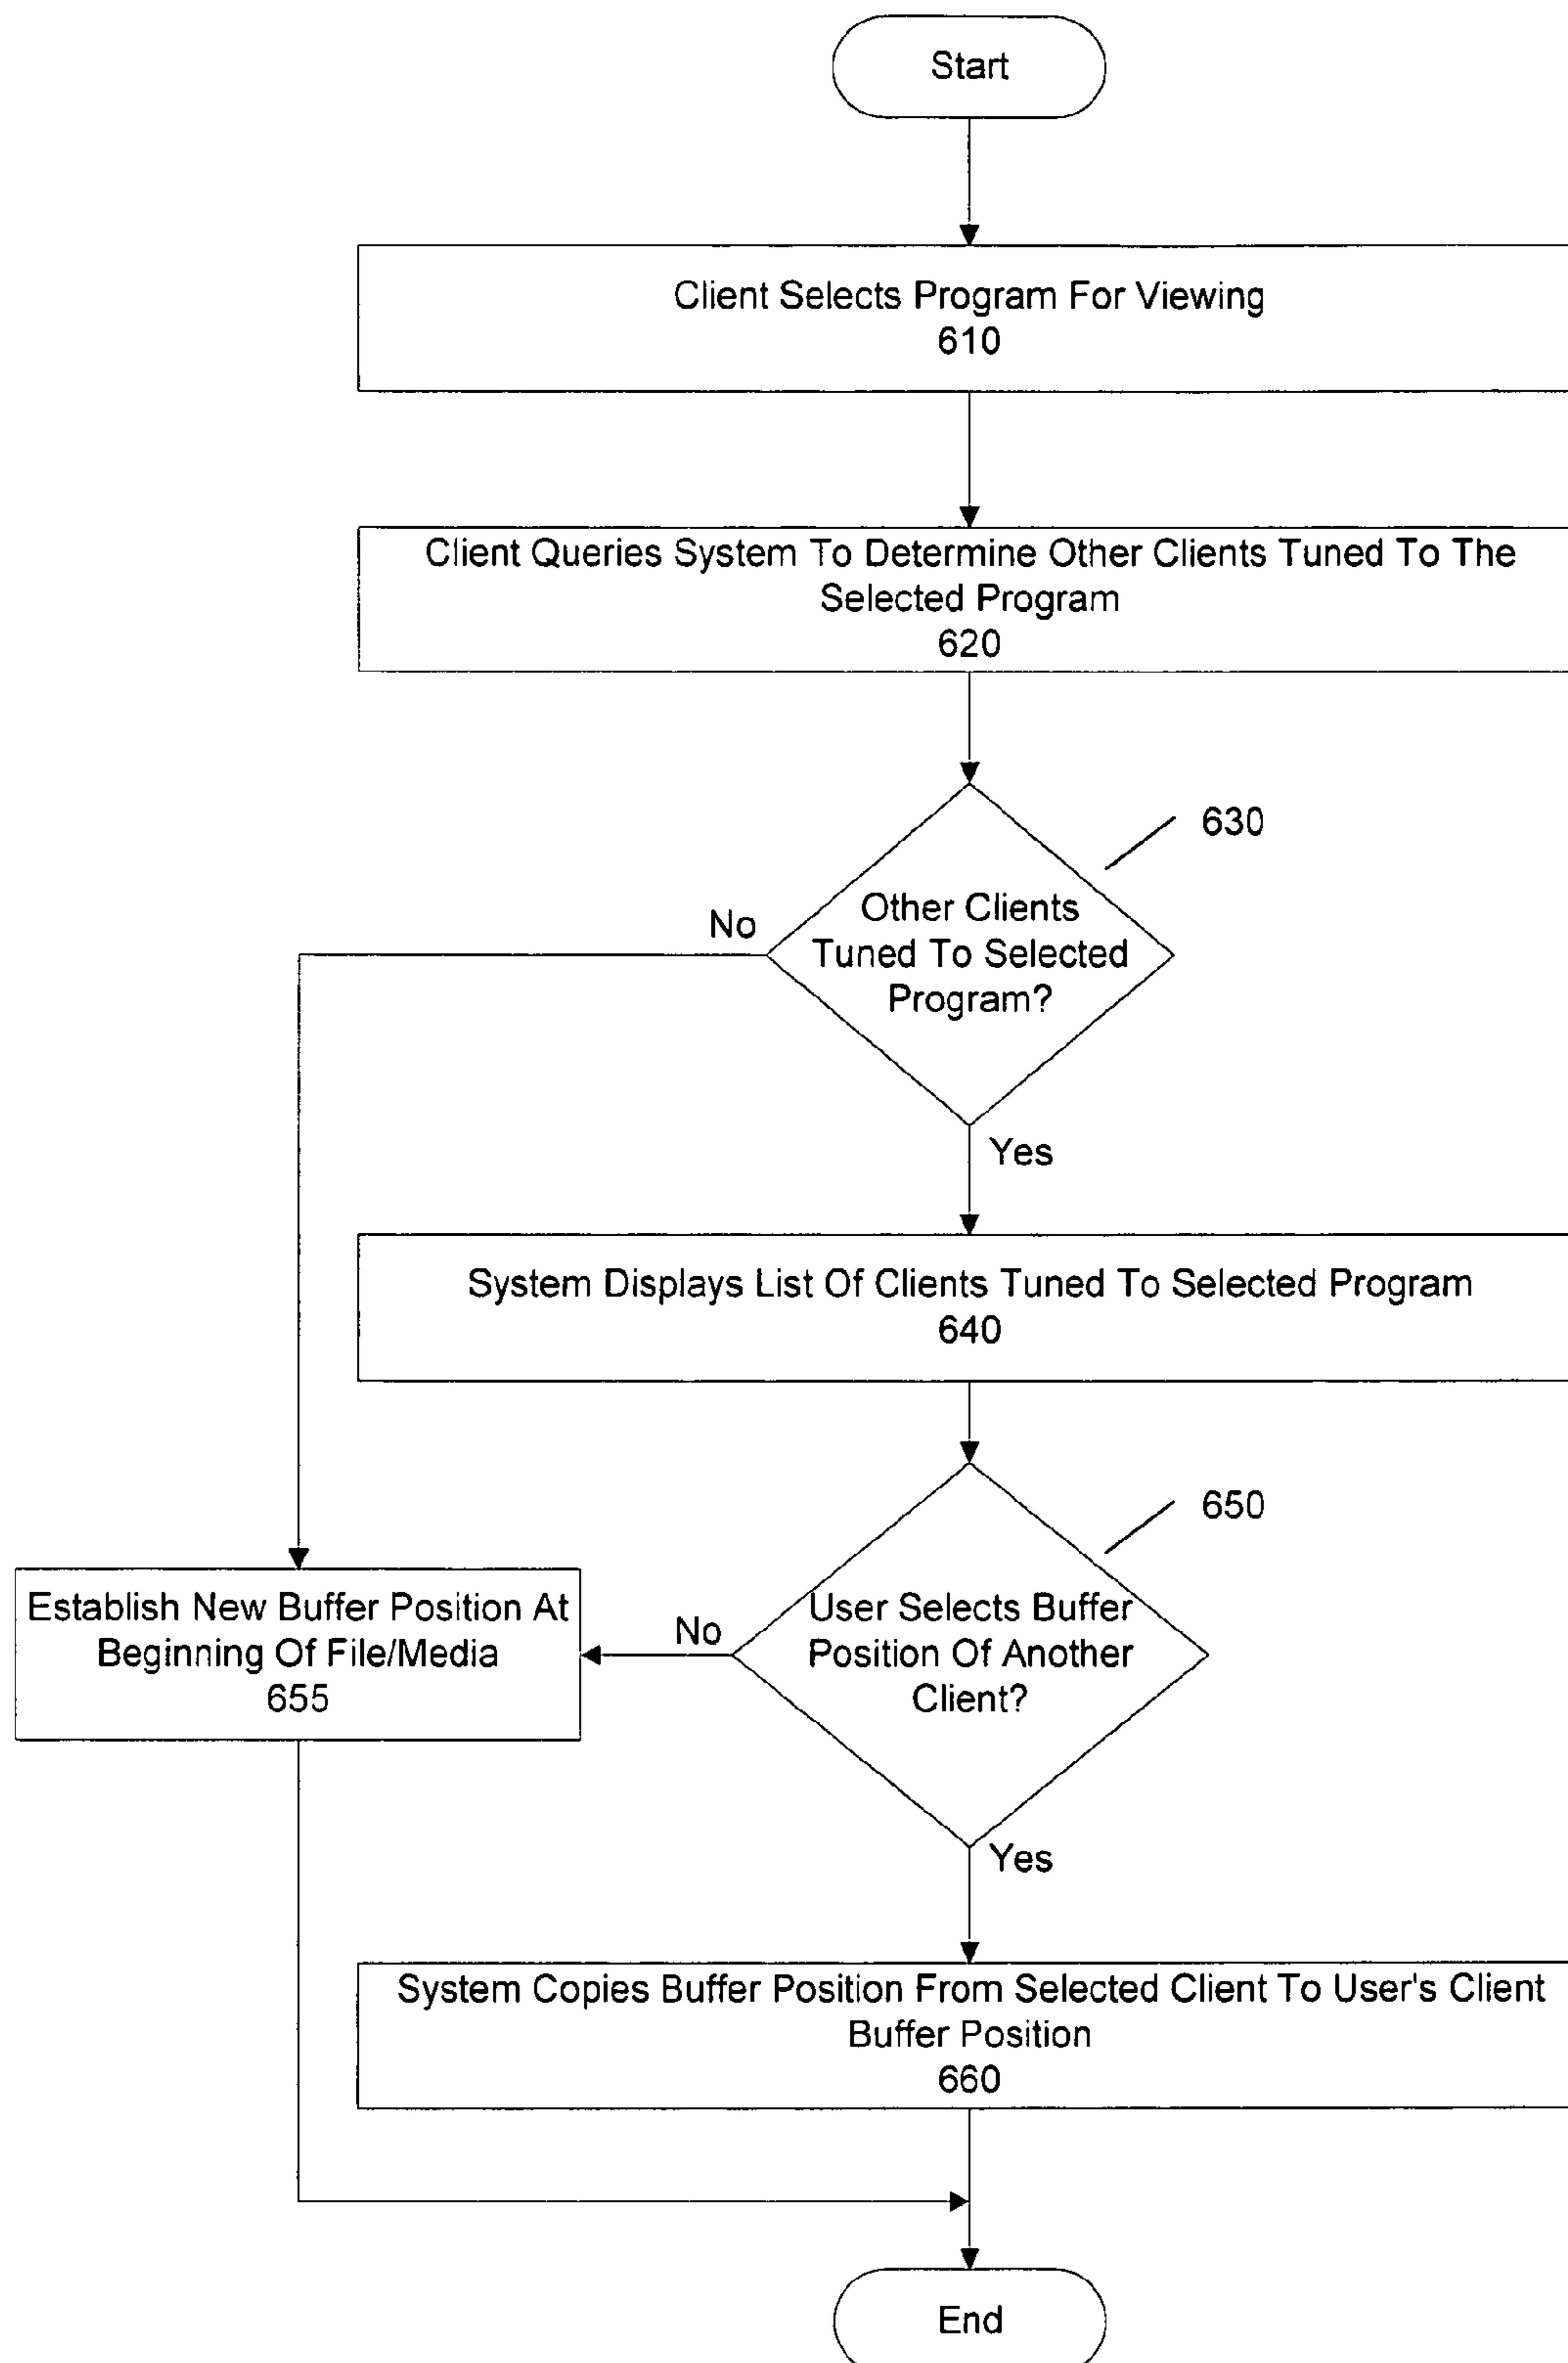 Start
Client Selects Program For Viewing
610
Client Queries System To Determine Other Clients Tuned To The
Selected Program
620
630
Other Clients
Tuned To Selected
Program?
No
Yes
System Displays List Of Clients Tuned To Selected Program
640
650
User Selects Buffer
Position Of Another
Client?
No
Establish New Buffer Position At
Beginning Of File/Media
655
Yes
System Copies Buffer Position From Selected Client To User's Client
Buffer Position
660
End